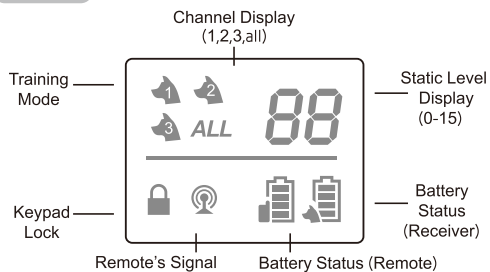 Channel Display
(1,2,3,all)
Training
Mode
Static Level
Display
(0-15)
1 2
3 ALL
88
Keypad
Lock
Battery
Status
(Receiver)
Remote's Signal
Battery Status (Remote)